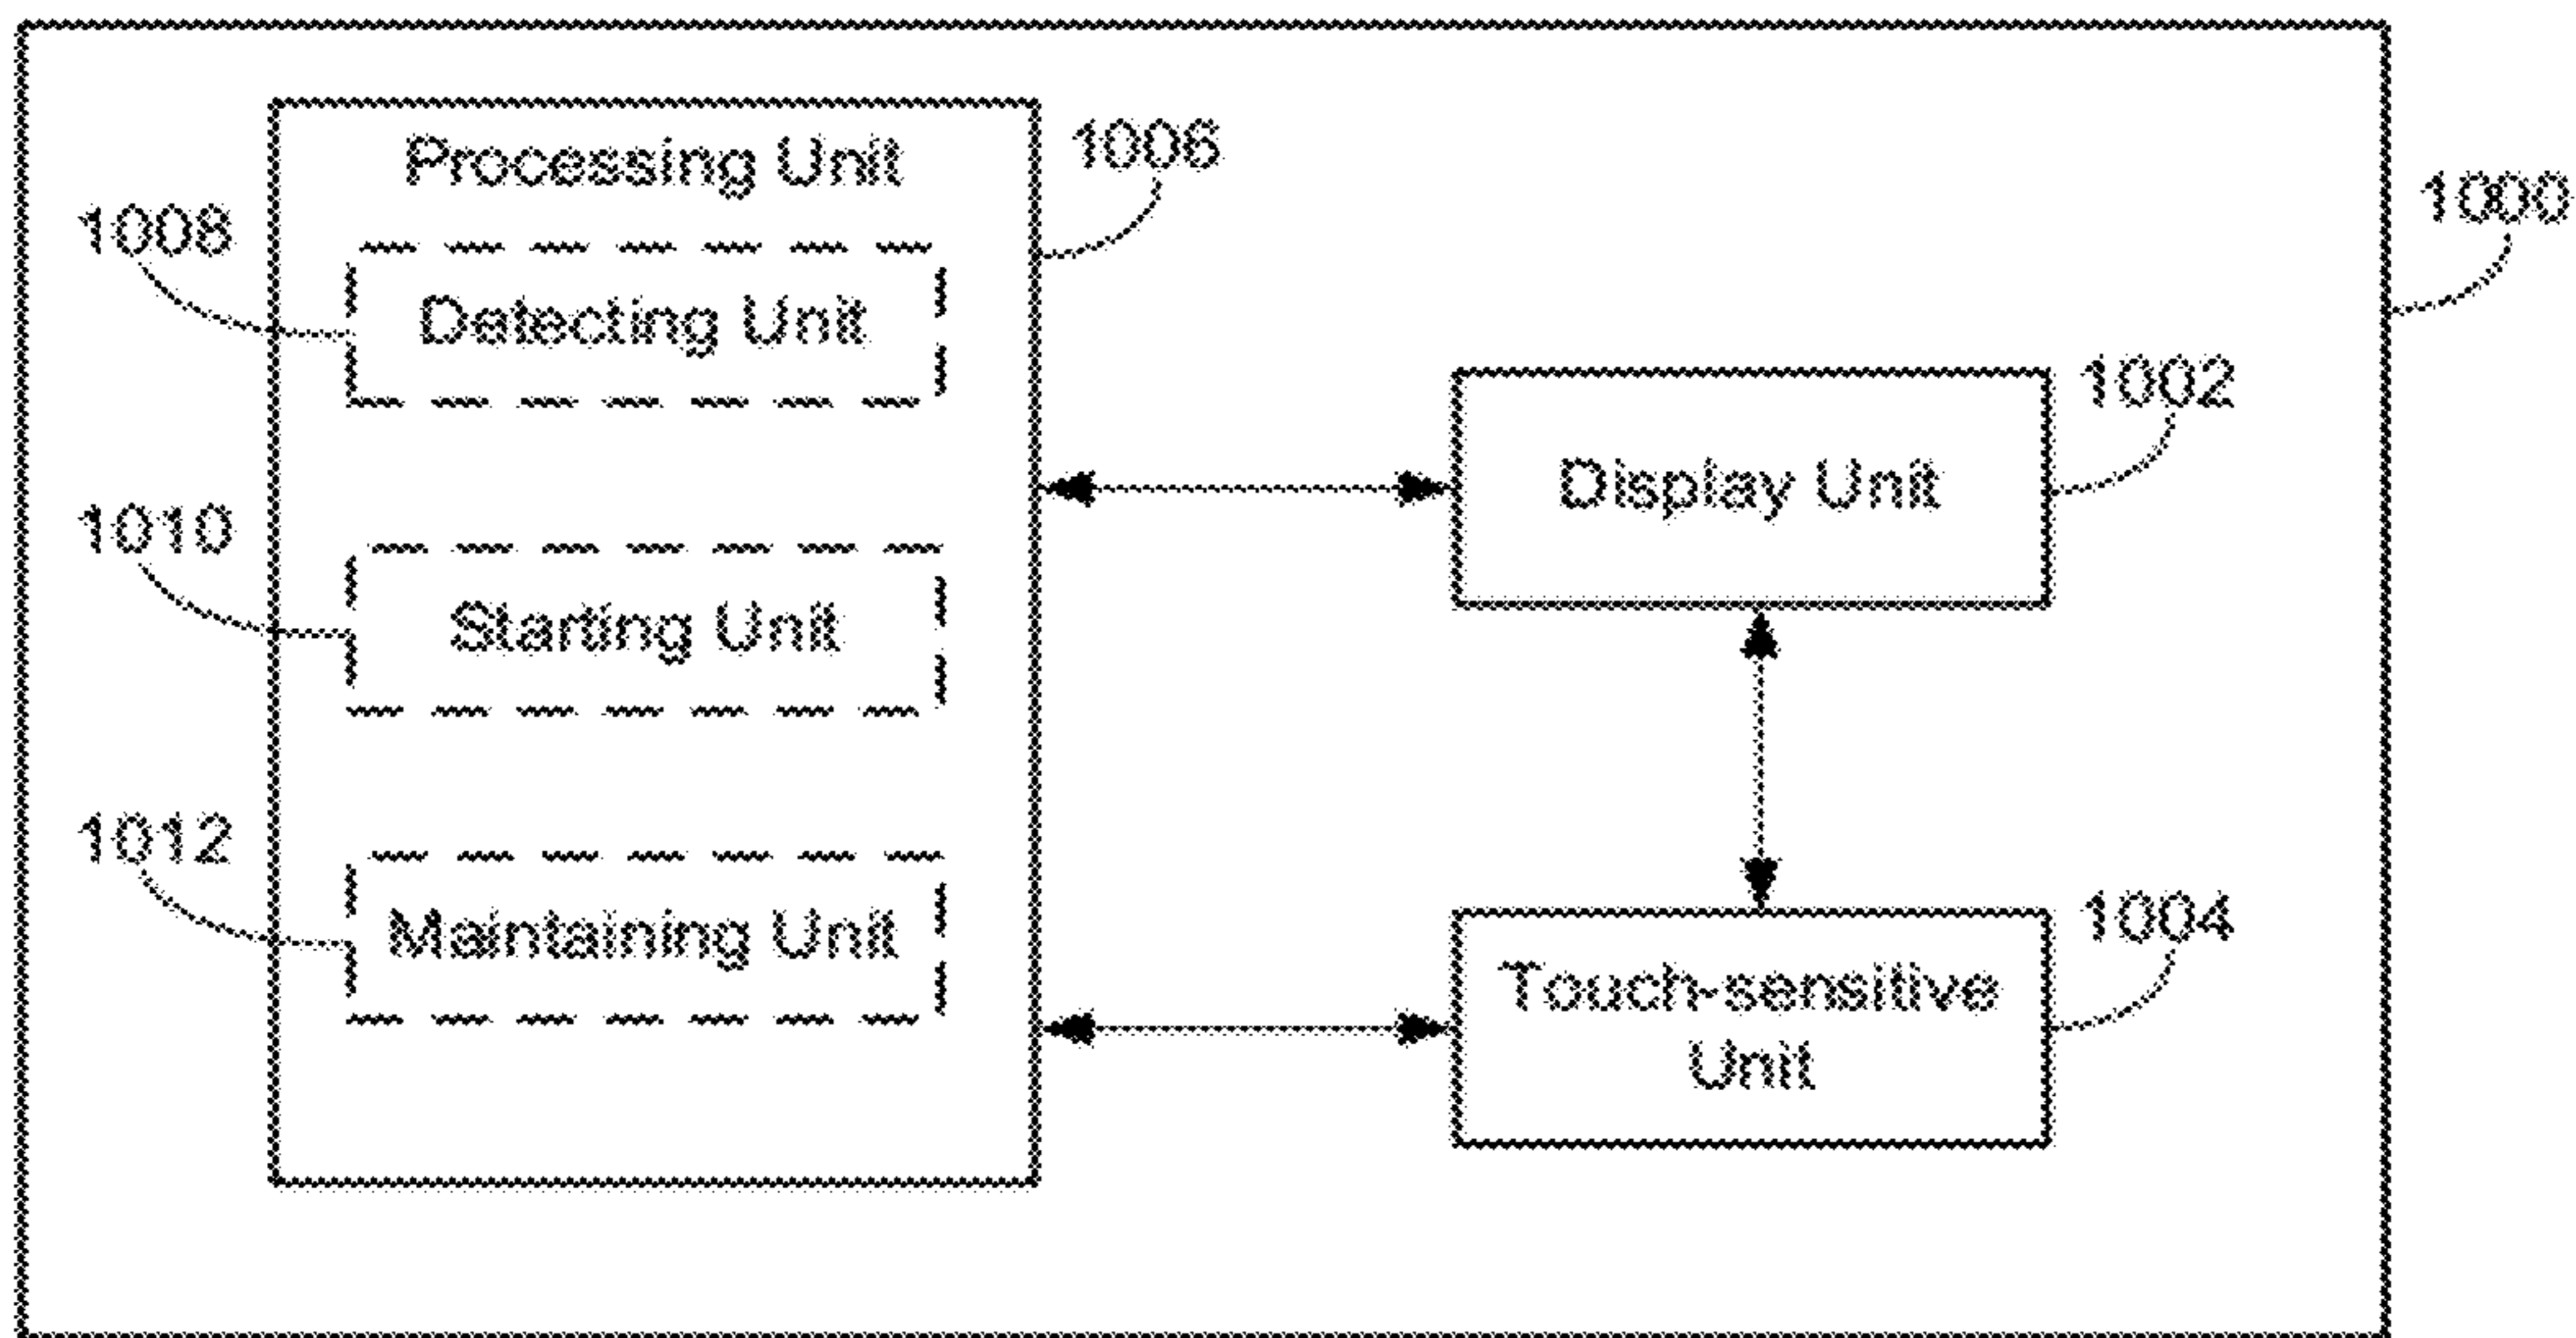 Processing Unit
1006
1000
1008
Detecting Unit
1002
Display Unit
1010
Starting Unit
1012
Maintaining Unit
1004
Touch-sensitive
Unit